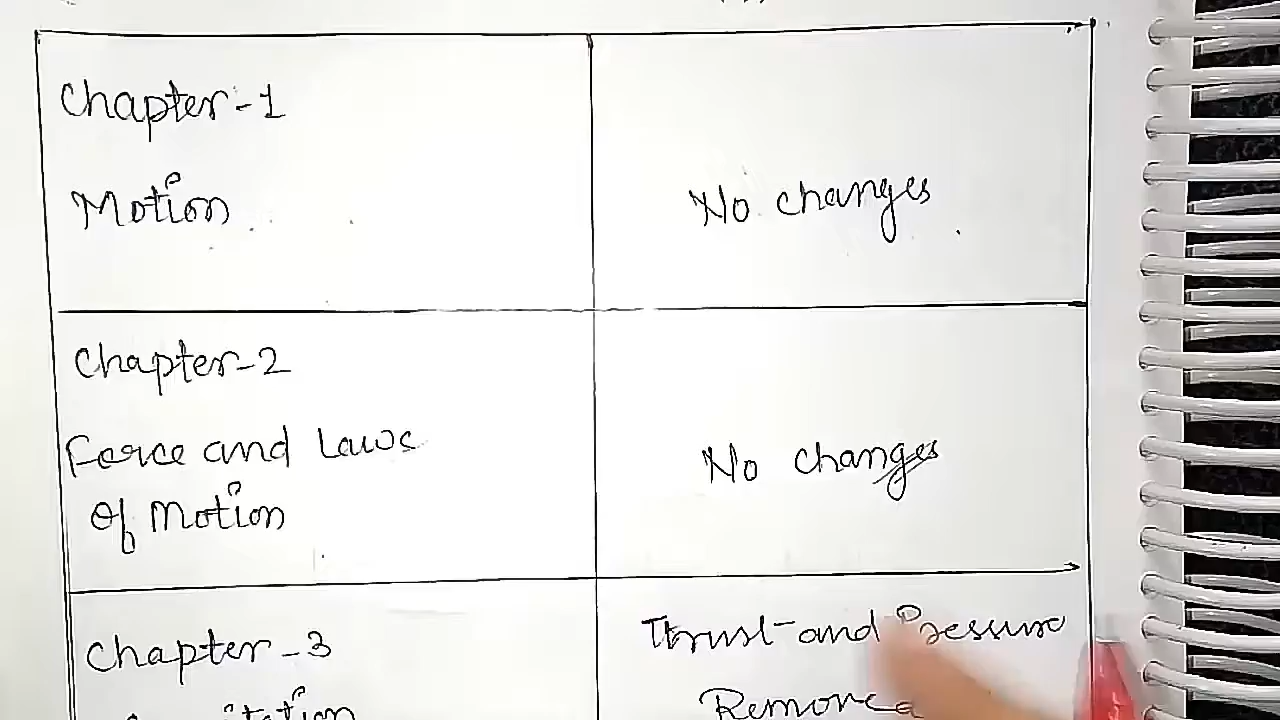 Chapter-1
Motion
No changes
Chapter-2
Force and Laws
of Motion
No changes
Chapter-3
Thrust and Pressure
Removed